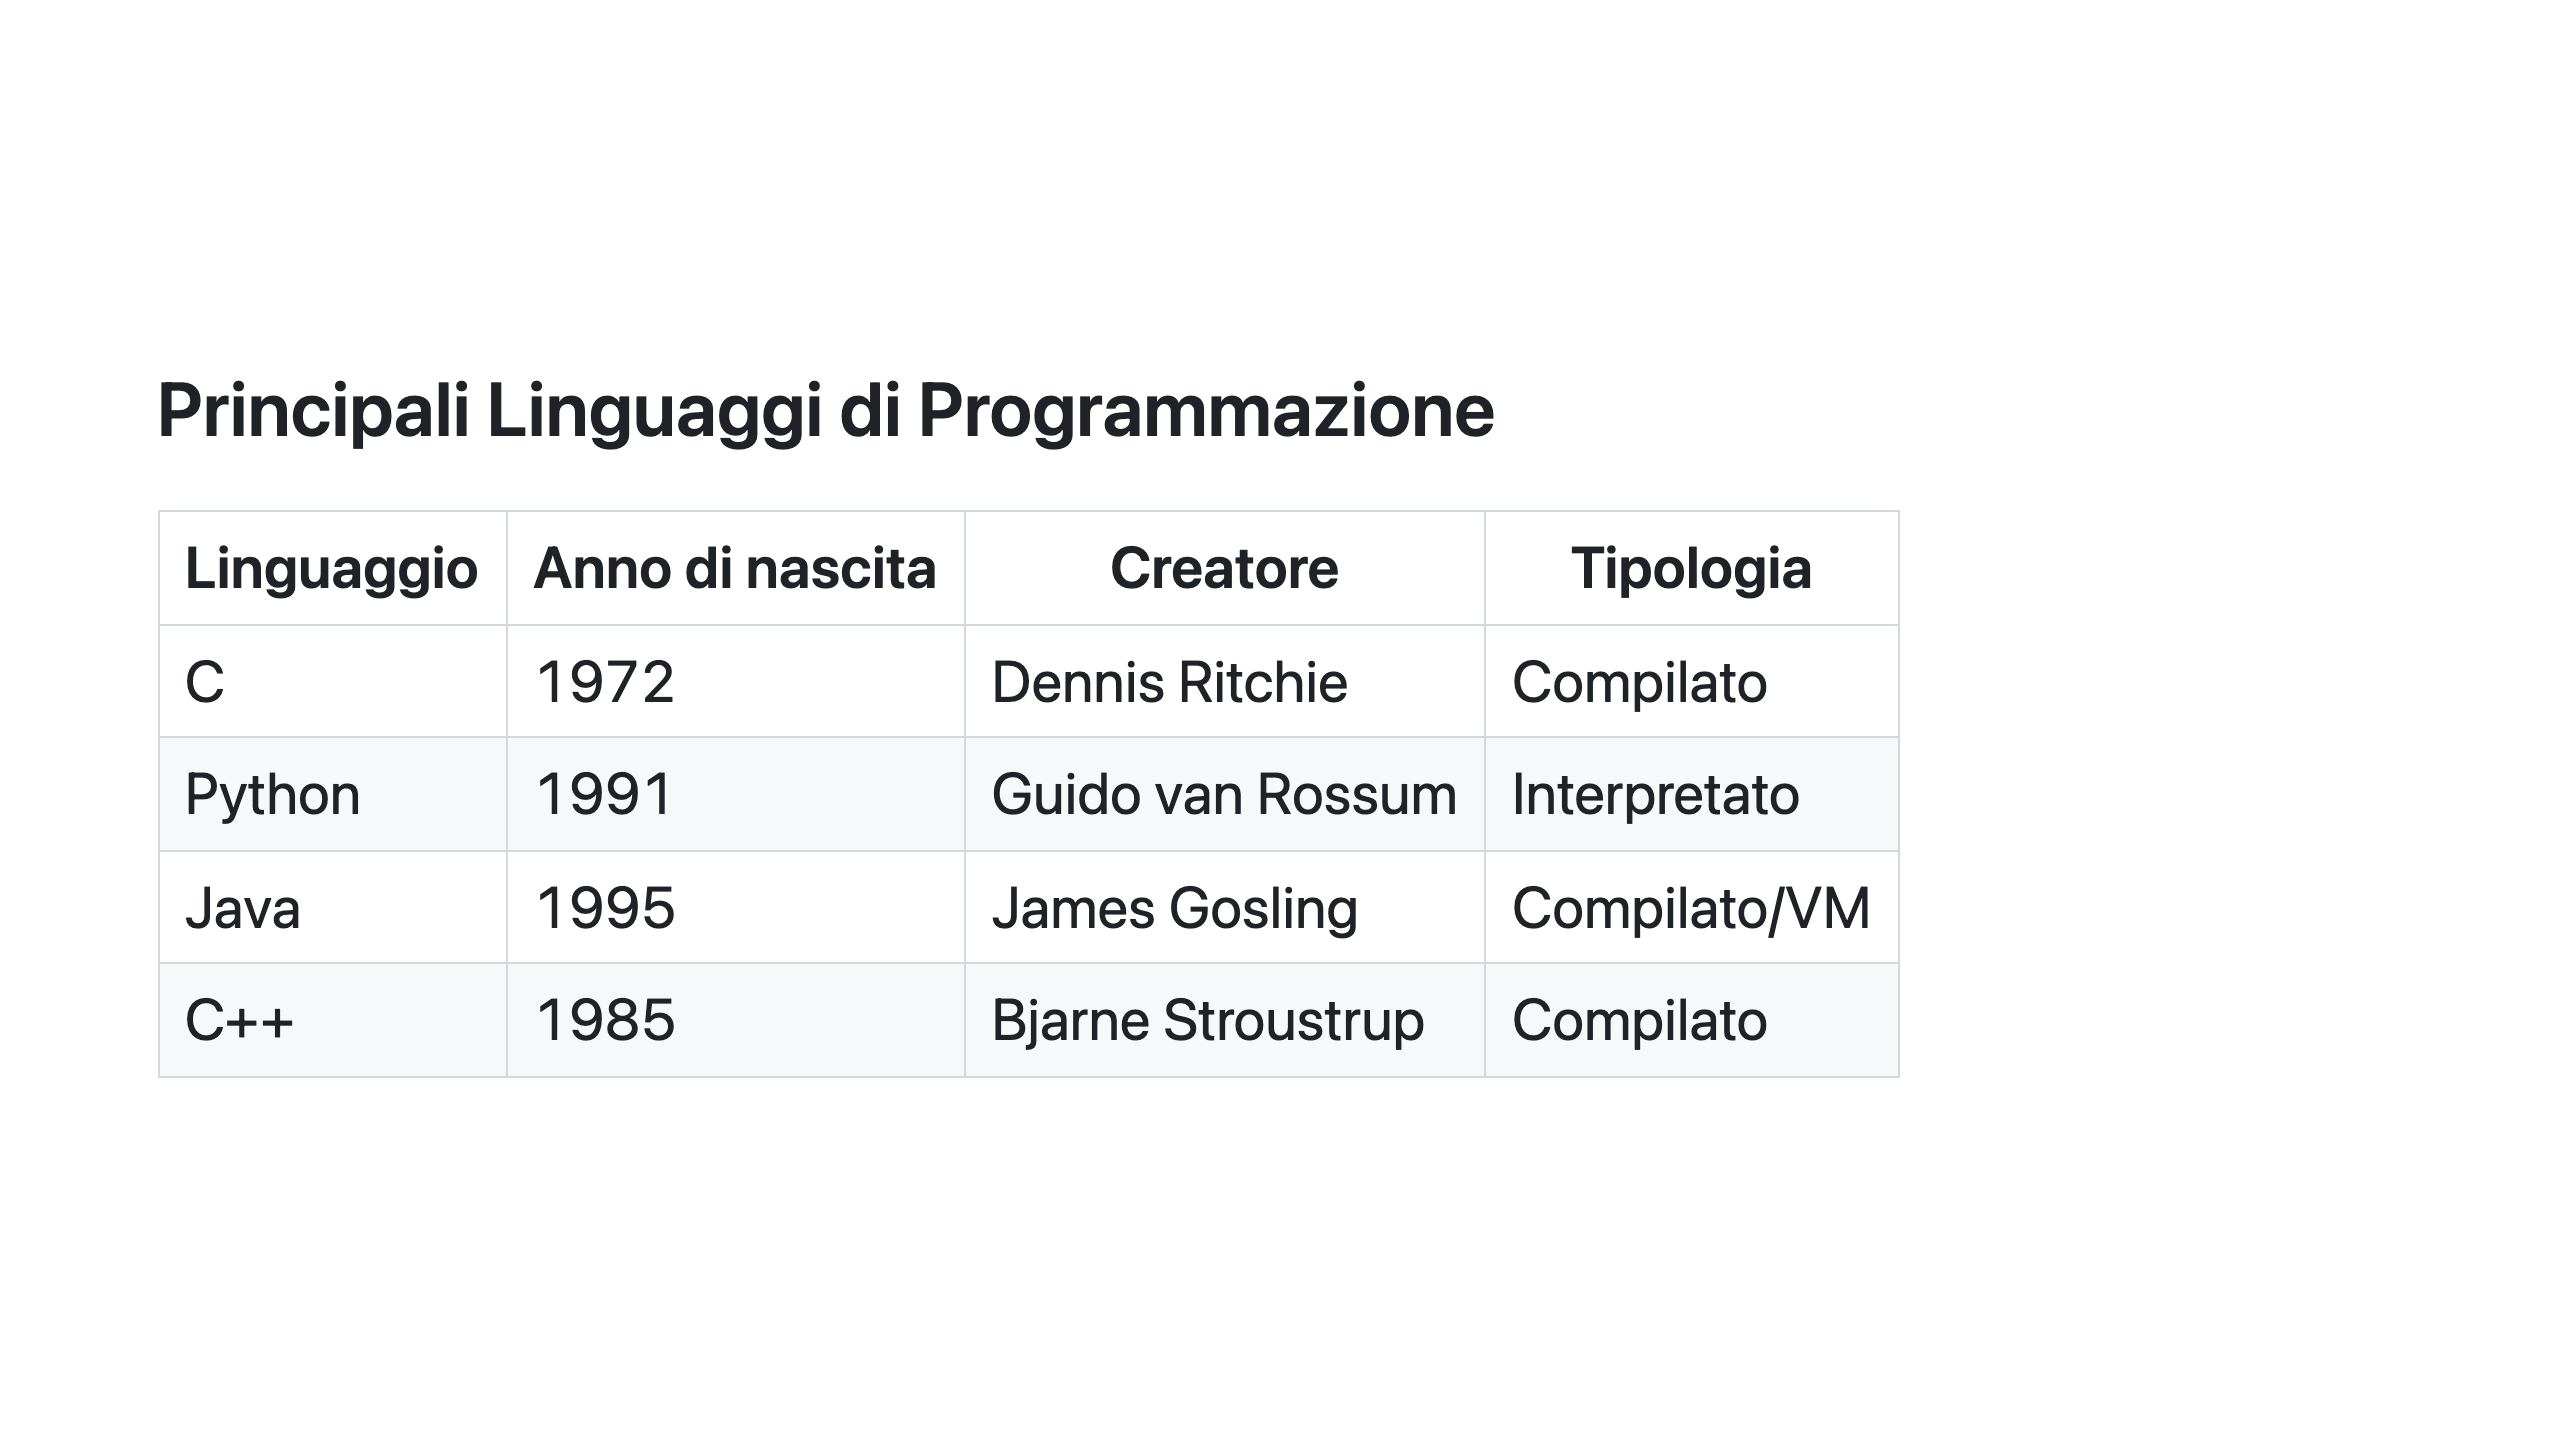 Principali Linguaggi di Programmazione
Linguaggio Anno di nascita Creatore Tipologia
C 1972 Dennis Ritchie Compilato
Python 1991 Guido van Rossum Interpretato
Java 1995 James Gosling Compilato/VM
C++ 1985 Bjarne Stroustrup Compilato